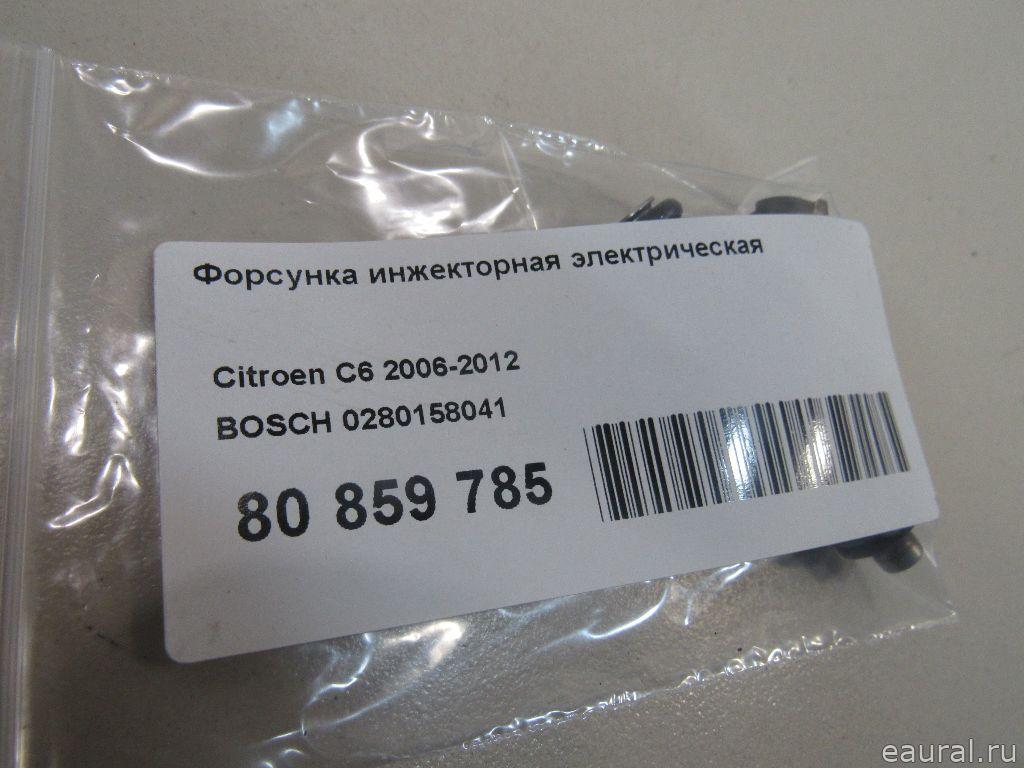 Форсунка инжекторная электрическая
Citroen C6 2006-2012
BOSCH 0280158041
80 859 785
eaural.ru